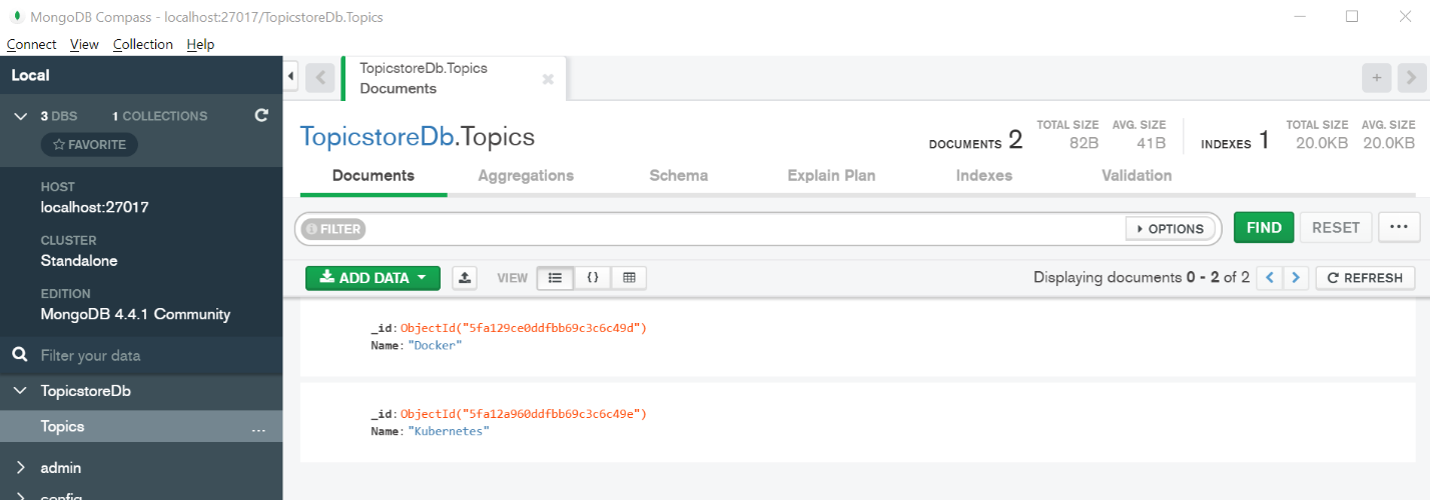 MongoDB Compass - localhost:27017/TopicstoreDb.Topics
Connect View Collection Help
Local
3 DBS 1 COLLECTIONS
FAVORITE
HOST
localhost:27017
CLUSTER
Standalone
EDITION
MongoDB 4.4.1 Community
Filter your data
TopicstoreDb
Topics ...
admin
config
TopicstoreDb.Topics
Documents
TopicstoreDb.Topics
DOCUMENTS 2 TOTAL SIZE 82B AVG. SIZE 41B INDEXES 1 TOTAL SIZE 20.0KB AVG. SIZE 20.0KB
Documents Aggregations Schema Explain Plan Indexes Validation
FILTER OPTIONS FIND RESET ...
ADD DATA VIEW {} Displaying documents 0 - 2 of 2 < > REFRESH
_id: ObjectId("5fa129ce0ddfbb69c3c6c49d")
Name: "Docker"
_id: ObjectId("5fa12a960ddfbb69c3c6c49e")
Name: "Kubernetes"